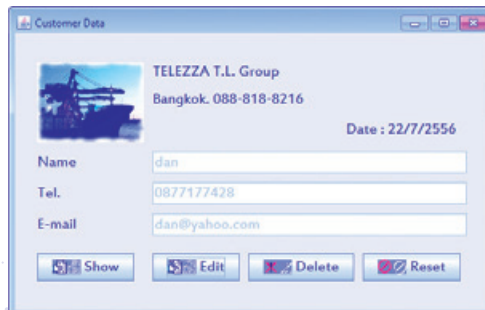 Customer Data
TELEZZA T.L. Group
Bangkok. 088-818-8216
Date : 22/7/2556
Name dan
Tel. 0877177428
E-mail dan@yahoo.com
Show Edit Delete Reset